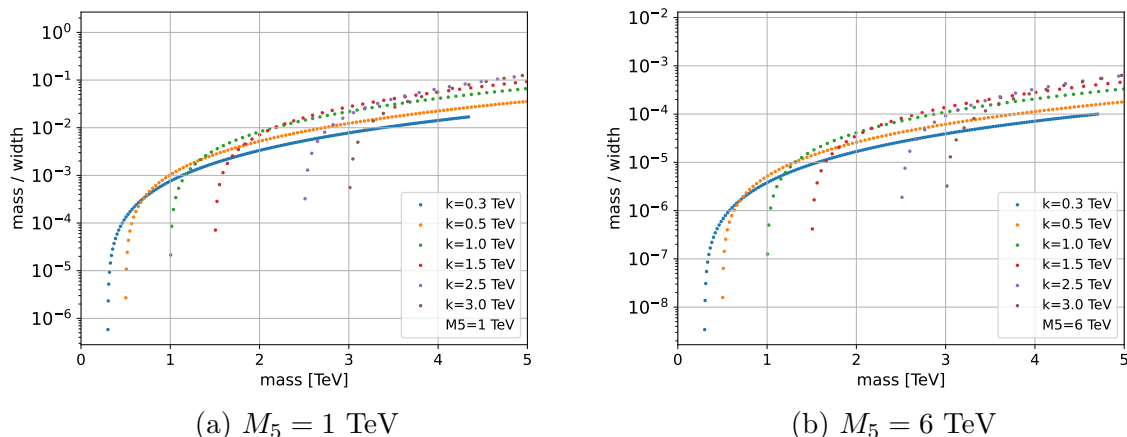 mass / width
10^0
10^-1
10^-2
10^-3
10^-4
10^-5
10^-6
0 1 2 3 4 5
mass [TeV]
k=0.3 TeV
k=0.5 TeV
k=1.0 TeV
k=1.5 TeV
k=2.5 TeV
k=3.0 TeV
M5=1 TeV
(a) M_5 = 1 TeV
mass / width
10^-2
10^-3
10^-4
10^-5
10^-6
10^-7
10^-8
0 1 2 3 4 5
mass [TeV]
k=0.3 TeV
k=0.5 TeV
k=1.0 TeV
k=1.5 TeV
k=2.5 TeV
k=3.0 TeV
M5=6 TeV
(b) M_5 = 6 TeV